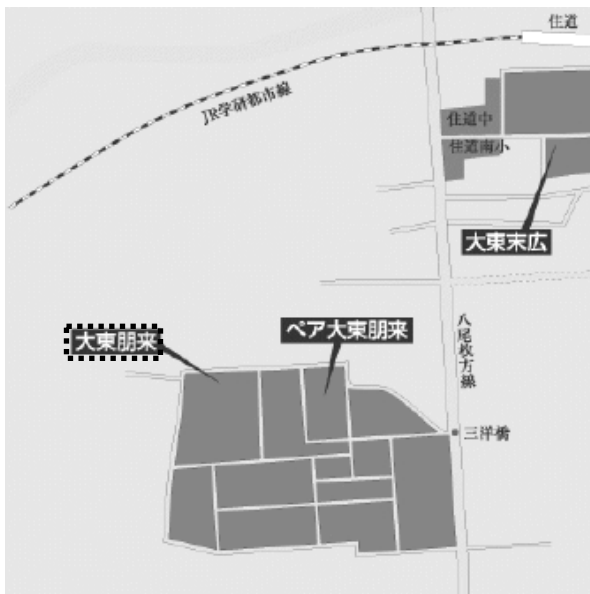 住道
JR学研都市線
住道中
住道南小
大東末広
八尾枚方線
ペア大東朋来
大東朋来
三洋橋